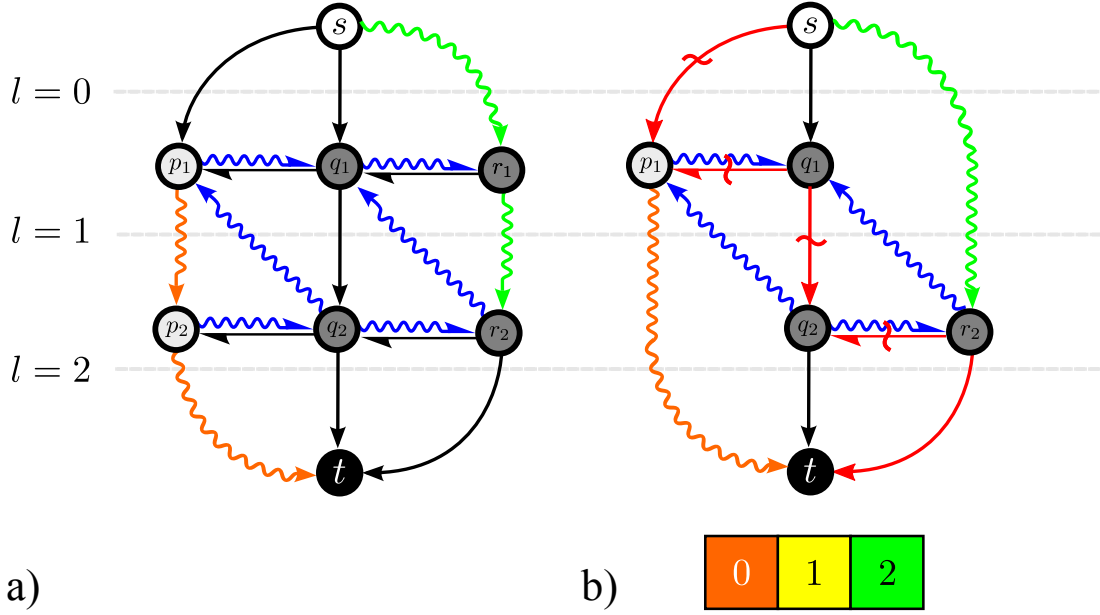 s s
l = 0
p₁ q₁ r₁ p₁ q₁
l = 1
p₂ q₂ r₂ q₂ r₂
l = 2
t t
a) b) 0 1 2